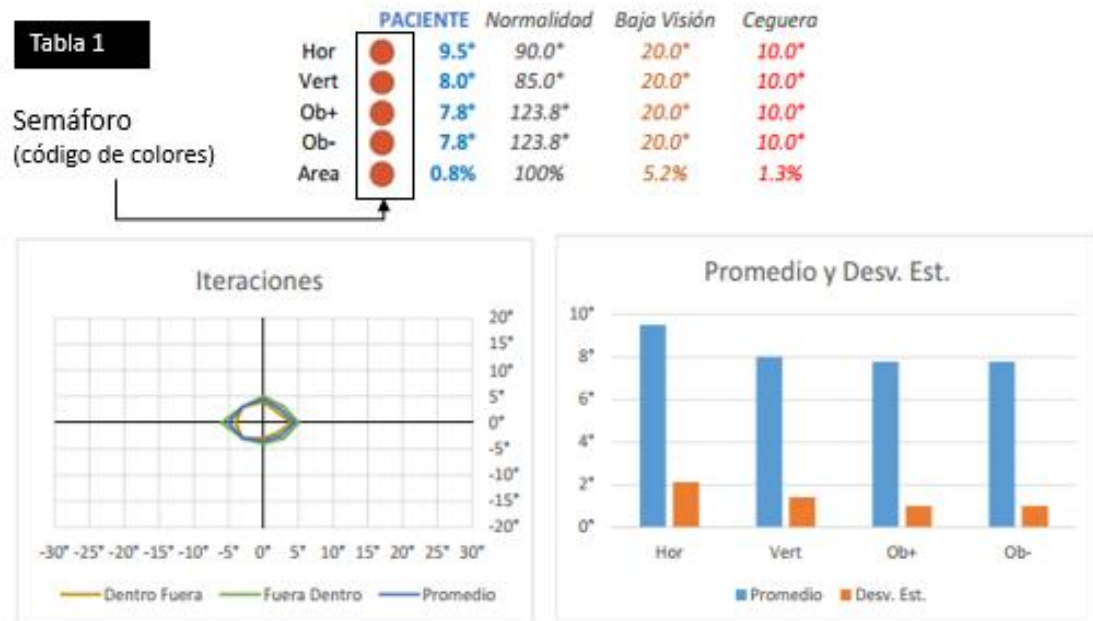 Tabla 1
Semáforo
(código de colores)
PACIENTE Normalidad Baja Visión Ceguera
Hor 9.5° 90.0° 20.0° 10.0°
Vert 8.0° 85.0° 20.0° 10.0°
Ob+ 7.8° 123.8° 20.0° 10.0°
Ob- 7.8° 123.8° 20.0° 10.0°
Area 0.8% 100% 5.2% 1.3%
Iteraciones
20°
15°
10°
5°
0°
-5°
-10°
-15°
-20°
-30° -25° -20° -15° -10° -5° 0° 5° 10° 15° 20° 25° 30°
Dentro Fuera Fuera Dentro Promedio
Promedio y Desv. Est.
10°
8°
6°
4°
2°
0°
Hor Vert Ob+ Ob-
Promedio Desv. Est.